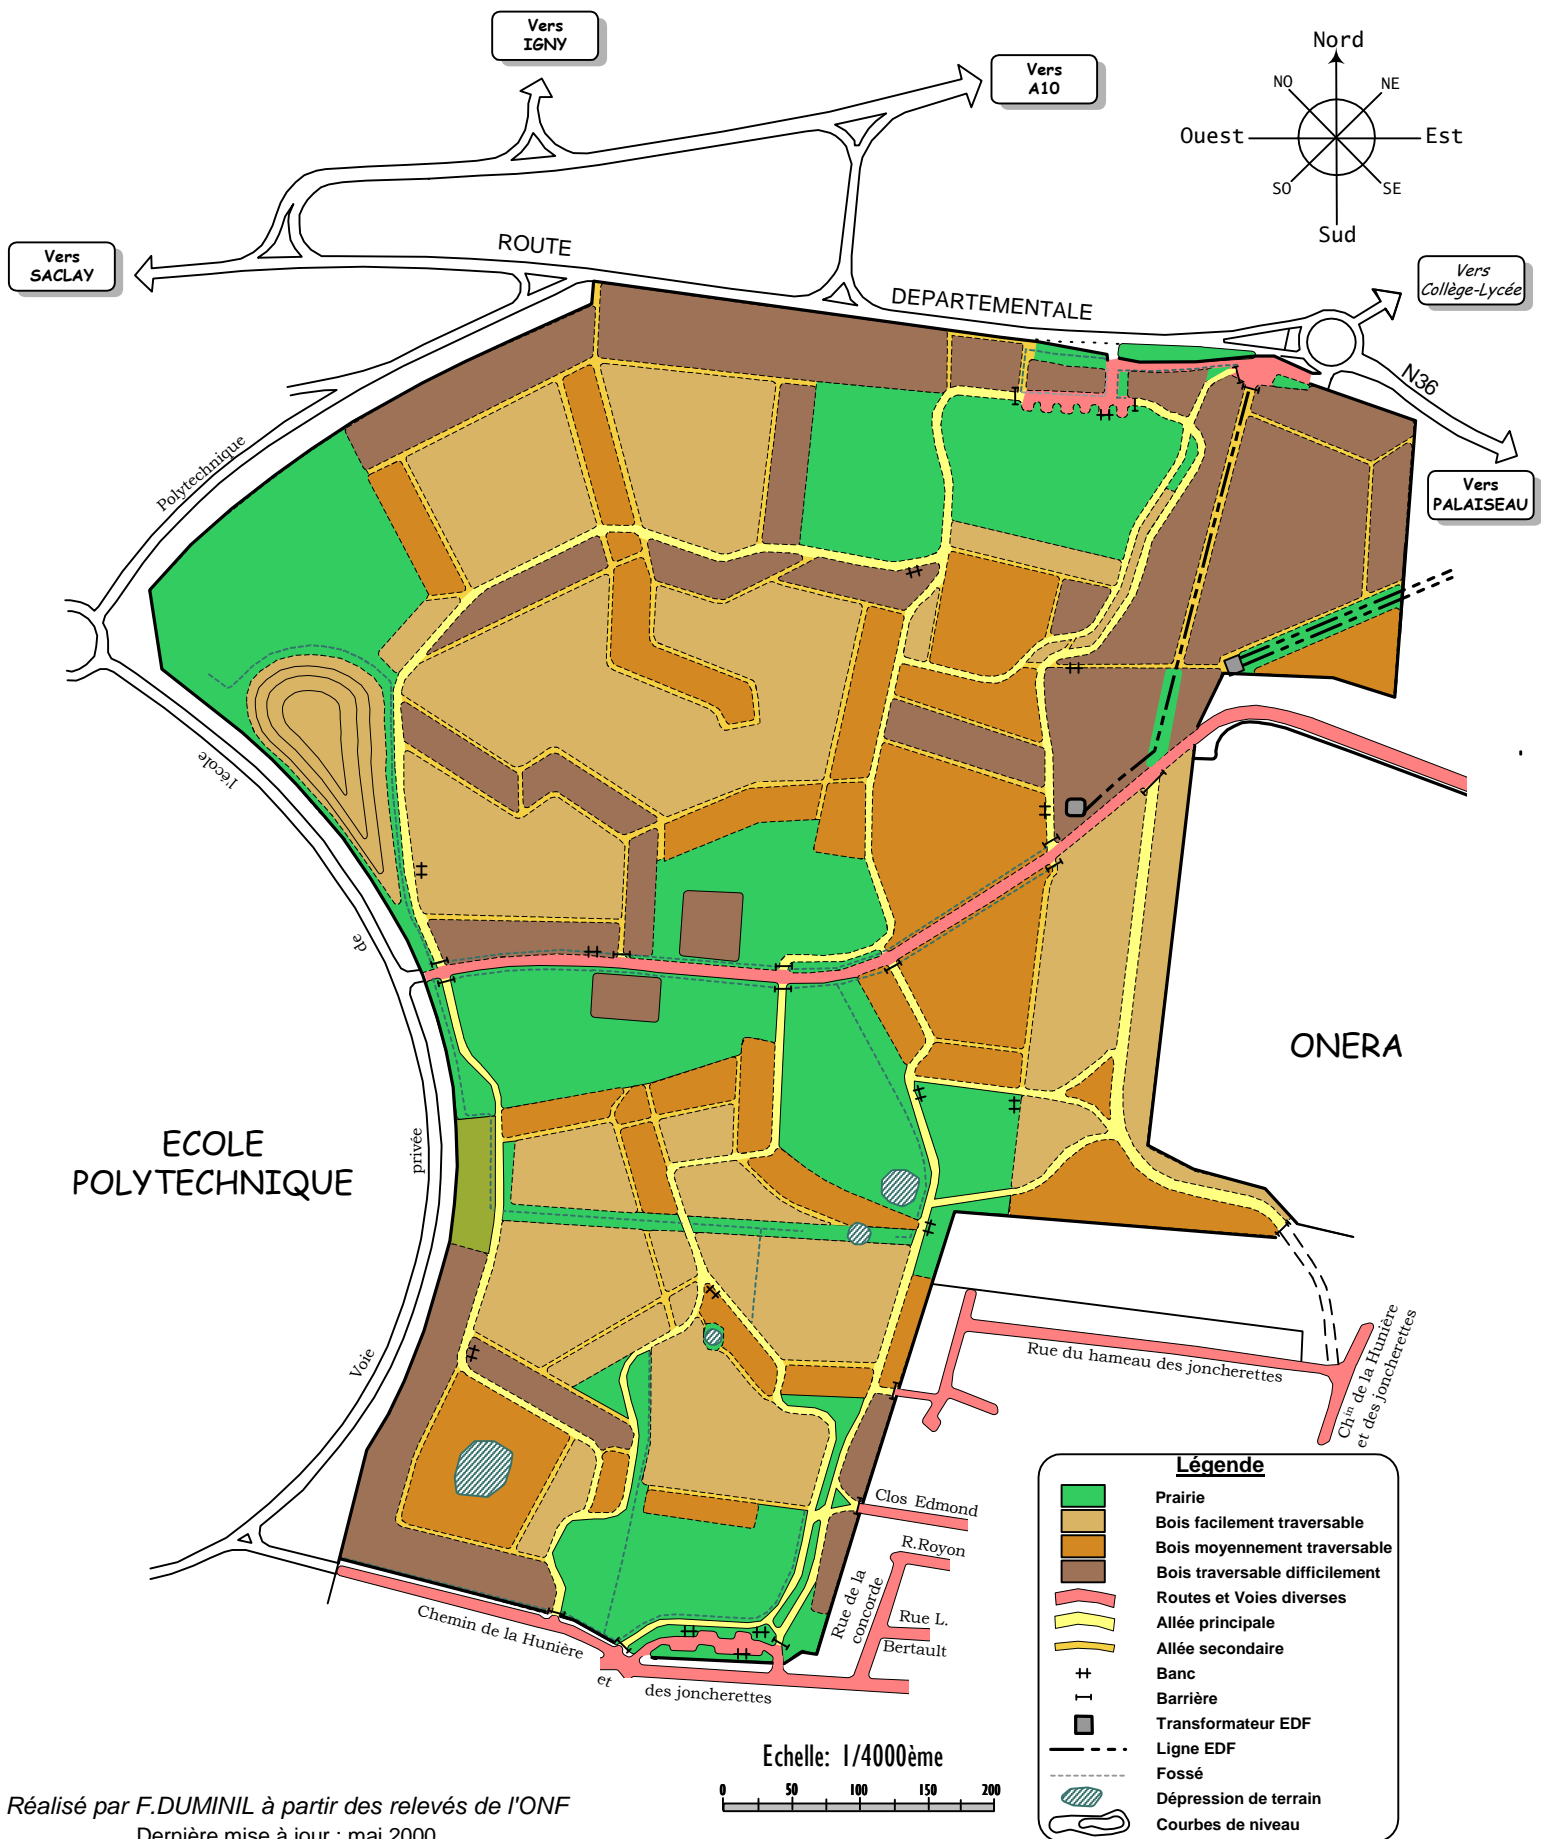 Vers
IGNY
Vers
A10
Nord
NO
NE
Ouest
Est
SO
SE
Sud
Vers
SACLAY
ROUTE
DEPARTEMENTALE
Vers
Collège-Lycée
N36
Vers
PALAISEAU
Polytechnique
l'école
de
privée
Voie
ECOLE
POLYTECHNIQUE
ONERA
Rue du hameau des joncherettes
Ch^in de la Hunière
et des joncherettes
Clos Edmond
R.Royon
Rue de la
concorde
Rue L.
Bertault
Chemin de la Hunière
et
des joncherettes
Légende
Prairie
Bois facilement traversable
Bois moyennement traversable
Bois traversable difficilement
Routes et Voies diverses
Allée principale
Allée secondaire
Banc
Barrière
Transformateur EDF
Ligne EDF
Fossé
Dépression de terrain
Courbes de niveau
Echelle: 1/4000ème
0 50 100 150 200
Réalisé par F.DUMINIL à partir des relevés de l'ONF
Dernière mise à jour : mai 2000